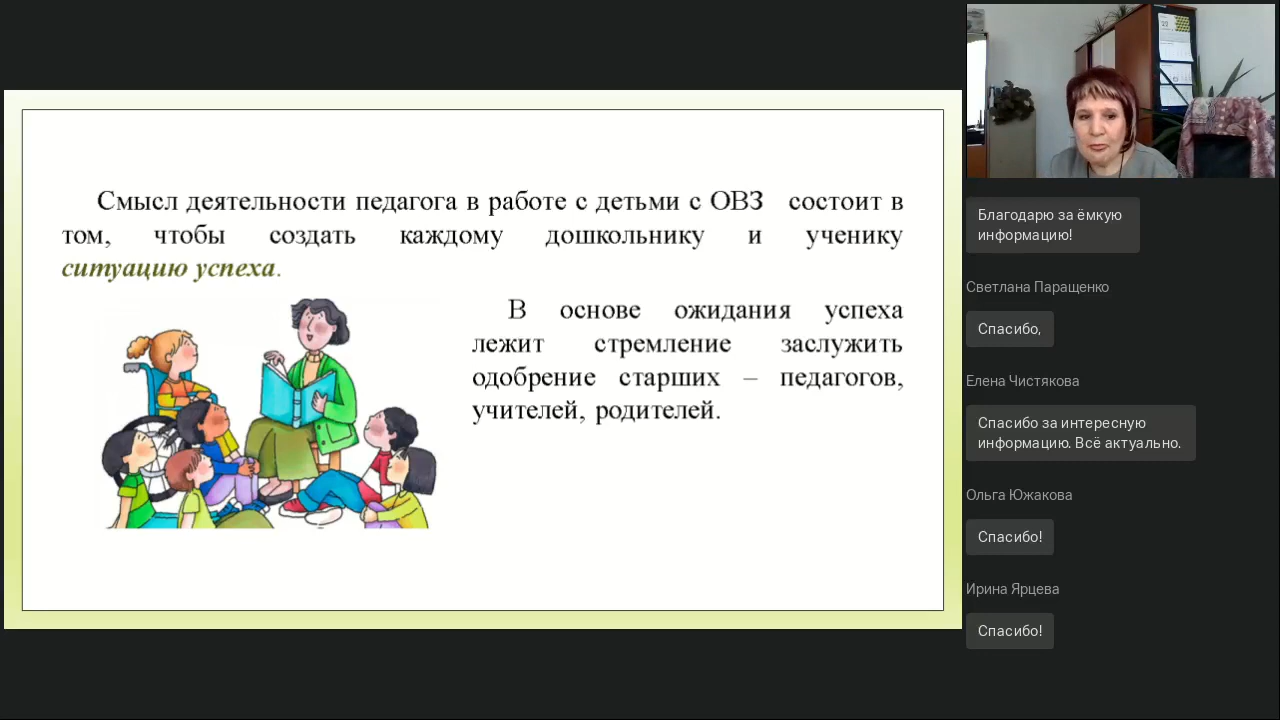 Смысл деятельности педагога в работе с детьми с ОВЗ состоит в
том, чтобы создать каждому дошкольнику и ученику
ситуацию успеха.
В основе ожидания успеха
лежит стремление заслужить
одобрение старших – педагогов,
учителей, родителей.
Благодарю за ёмкую
информацию!
Светлана Паращенко
Спасибо,
Елена Чистякова
Спасибо за интересную
информацию. Всё актуально.
Ольга Южакова
Спасибо!
Ирина Ярцева
Спасибо!